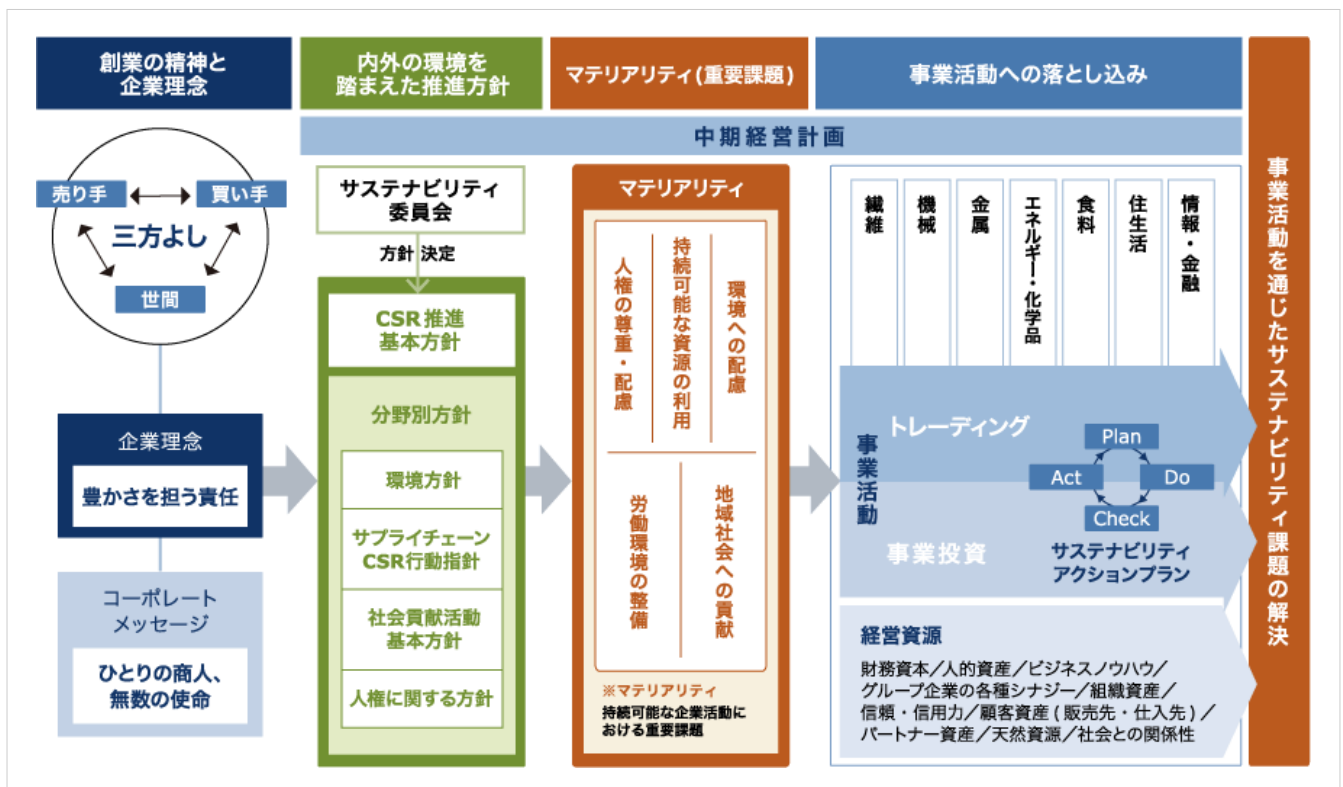 創業の精神と
企業理念
内外の環境を
踏まえた推進方針
マテリアリティ(重要課題)
事業活動への落とし込み
中期経営計画
売り手
買い手
三方よし
世間
企業理念
豊かさを担う責任
コーポレート
メッセージ
ひとりの商人、
無数の使命
サステナビリティ
委員会
方針 決定
CSR推進
基本方針
分野別方針
環境方針
サプライチェーン
CSR行動指針
社会貢献活動
基本方針
人権に関する方針
マテリアリティ
人権の尊重・配慮
持続可能な資源の利用
環境への配慮
労働環境の整備
地域社会への貢献
※マテリアリティ
持続可能な企業活動に
おける重要課題
繊維
機械
金属
エネルギー・化学品
食料
住生活
情報・金融
事業活動
トレーディング
事業投資
Plan
Do
Check
Act
サステナビリティ
アクションプラン
経営資源
財務資本／人的資産／ビジネスノウハウ／
グループ企業の各種シナジー／組織資産／
信頼・信用力／顧客資産(販売先・仕入先)／
パートナー資産／天然資源／社会との関係性
事業活動を通じたサステナビリティ課題の解決